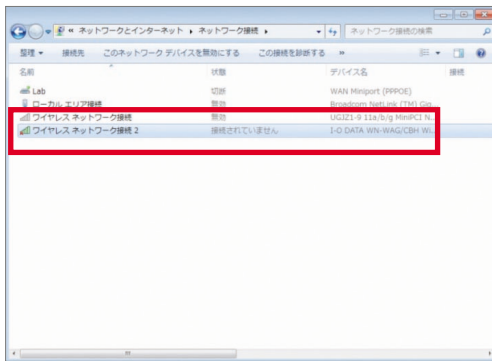 « ネットワークとインターネット ▸ ネットワーク接続 ▸ ネットワーク接続の検索
整理 ▾ 接続先 このネットワーク デバイスを無効にする この接続を診断する »
名前 状態 デバイス名 接続
Lab 切断 WAN Miniport (PPPOE)
ローカル エリア接続 無効 Broadcom NetLink (TM) Gig...
ワイヤレス ネットワーク接続 無効 UGJZ1-9 11a/b/g MiniPCI N...
ワイヤレス ネットワーク接続 2 接続されていません I-O DATA WN-WAG/CBH Wi...